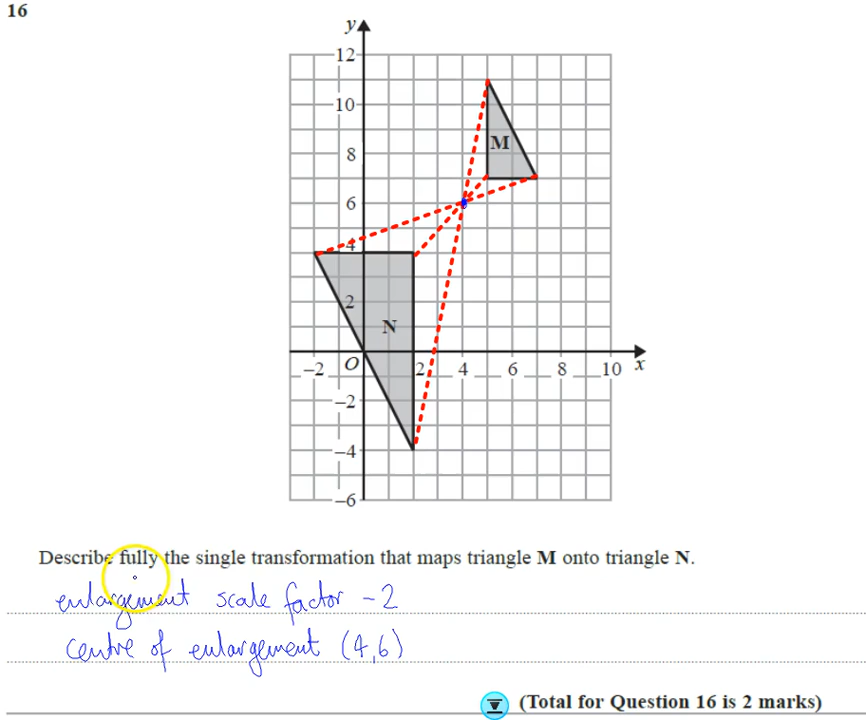 16
y
12
10
8
6
4
2
O
-2
-4
-6
-2
2
4
6
8
10
x
M
N
Describe fully the single transformation that maps triangle M onto triangle N.
enlargement scale factor -2
centre of enlargement (4,6)
(Total for Question 16 is 2 marks)